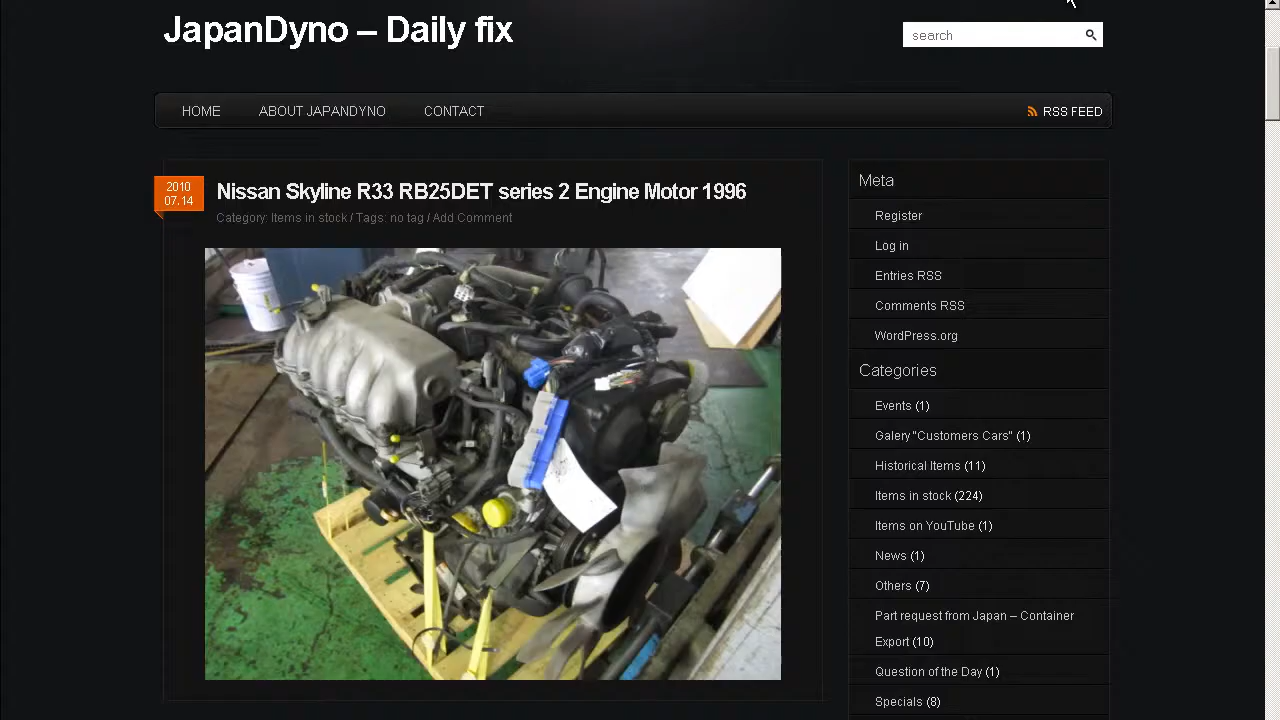 JapanDyno – Daily fix
search
HOME
ABOUT JAPANDYNO
CONTACT
RSS FEED
2010
07.14
Nissan Skyline R33 RB25DET series 2 Engine Motor 1996
Category: Items in stock / Tags: no tag / Add Comment
Meta
Register
Log in
Entries RSS
Comments RSS
WordPress.org
Categories
Events (1)
Galery "Customers Cars" (1)
Historical Items (11)
Items in stock (224)
Items on YouTube (1)
News (1)
Others (7)
Part request from Japan – Container
Export (10)
Question of the Day (1)
Specials (8)